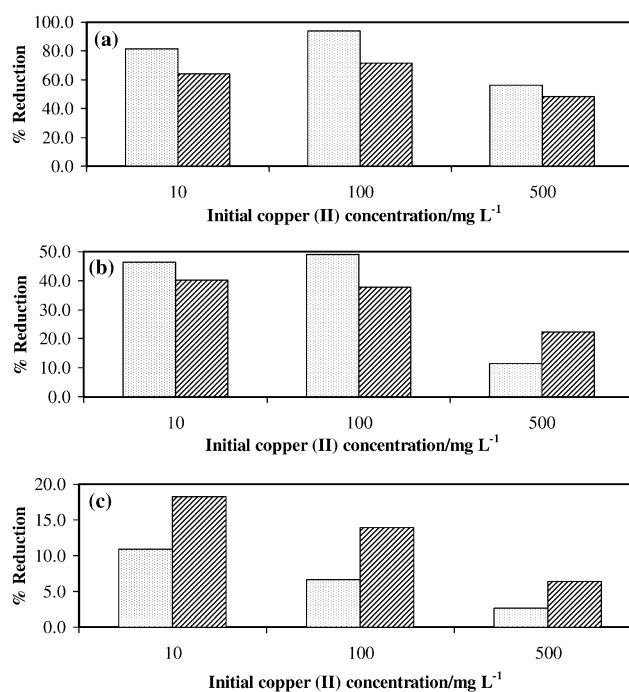 100.0
(a)
80.0
60.0
40.0
20.0
0.0
% Reduction
10 100 500
Initial copper (II) concentration/mg L-1
50.0
(b)
40.0
30.0
20.0
10.0
0.0
% Reduction
10 100 500
Initial copper (II) concentration/mg L-1
20.0
(c)
15.0
10.0
5.0
0.0
% Reduction
10 100 500
Initial copper (II) concentration/mg L-1